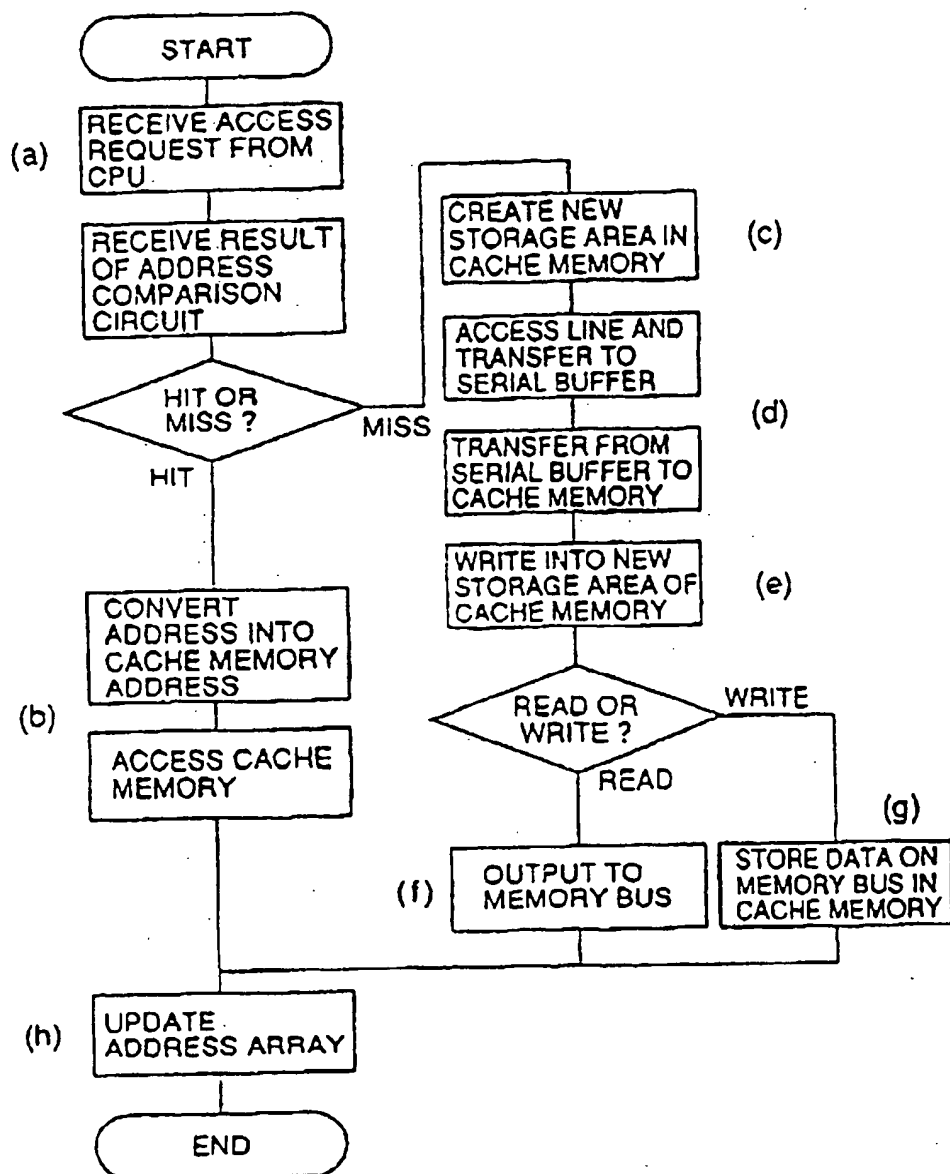 START
(a)
RECEIVE ACCESS
REQUEST FROM
CPU
RECEIVE RESULT
OF ADDRESS
COMPARISON
CIRCUIT
HIT OR
MISS ?
MISS
HIT
(b)
CONVERT
ADDRESS INTO
CACHE MEMORY
ADDRESS
ACCESS CACHE
MEMORY
CREATE NEW
STORAGE AREA IN
CACHE MEMORY
(c)
ACCESS LINE AND
TRANSFER TO
SERIAL BUFFER
(d)
TRANSFER FROM
SERIAL BUFFER TO
CACHE MEMORY
WRITE INTO NEW
STORAGE AREA OF
CACHE MEMORY
(e)
READ OR
WRITE ?
WRITE
READ
(f)
OUTPUT TO
MEMORY BUS
(g)
STORE DATA ON
MEMORY BUS IN
CACHE MEMORY
(h)
UPDATE
ADDRESS ARRAY
END